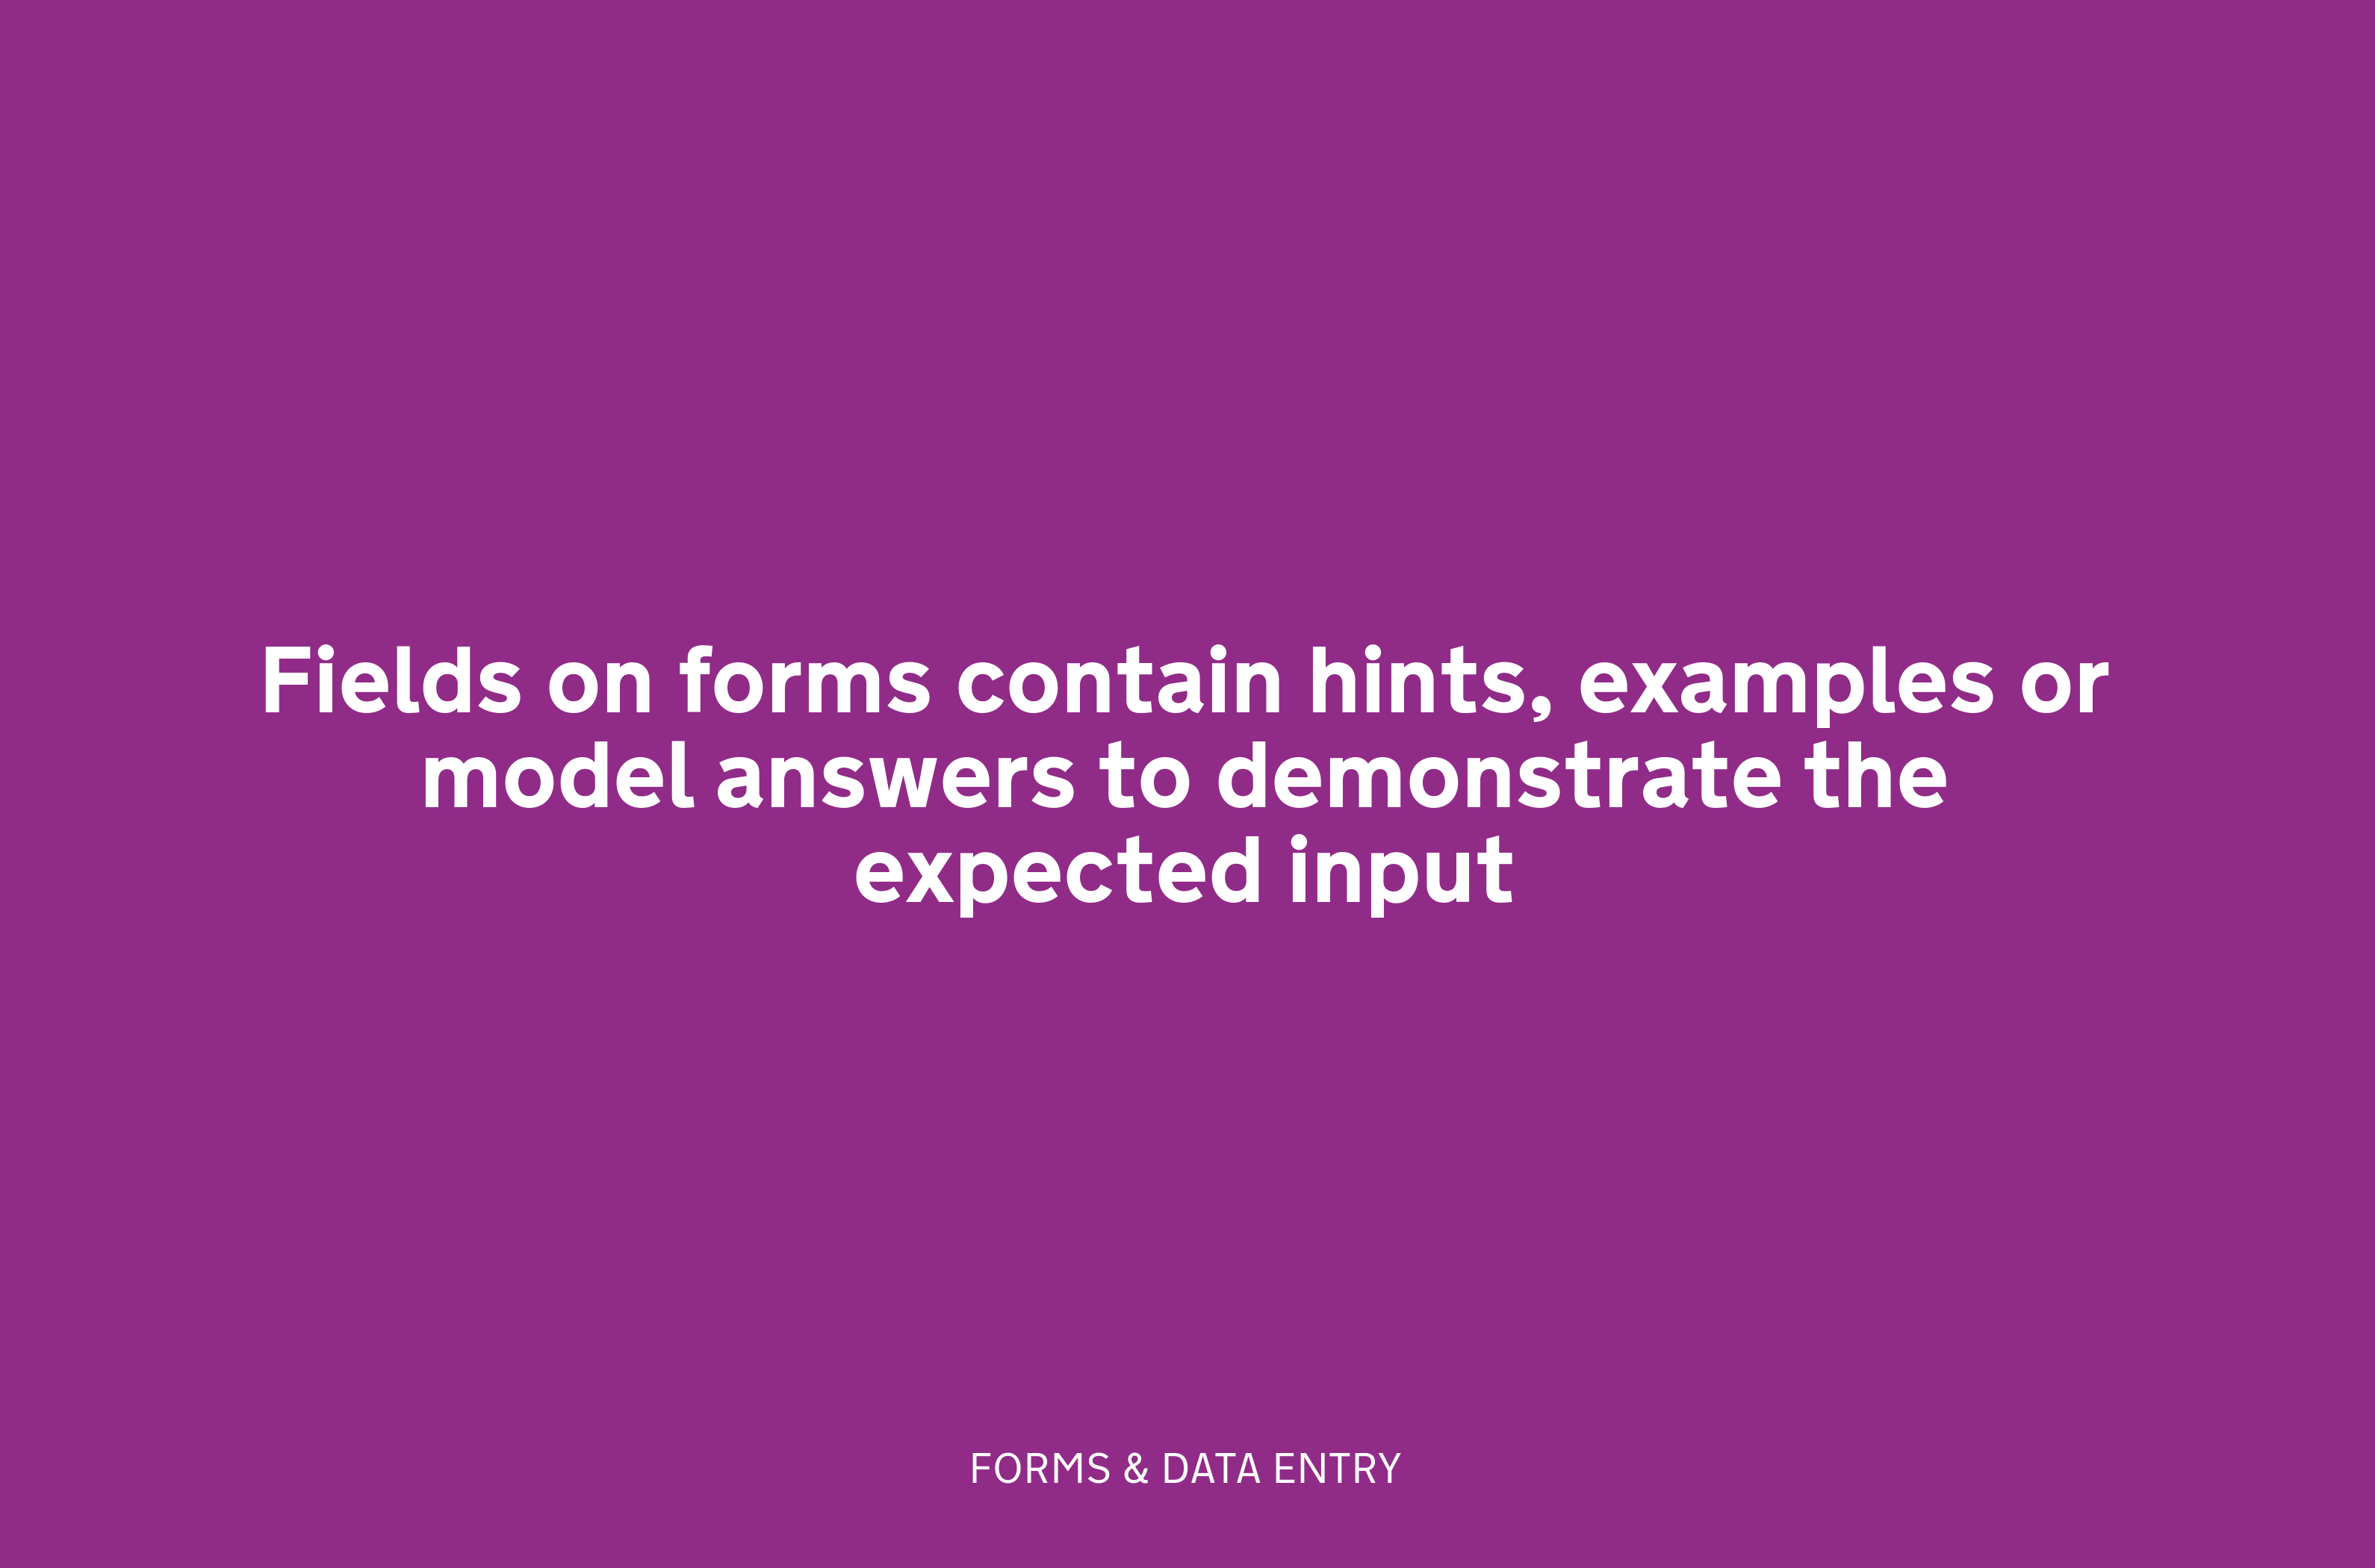 Fields on forms contain hints, examples or
model answers to demonstrate the
expected input
FORMS & DATA ENTRY